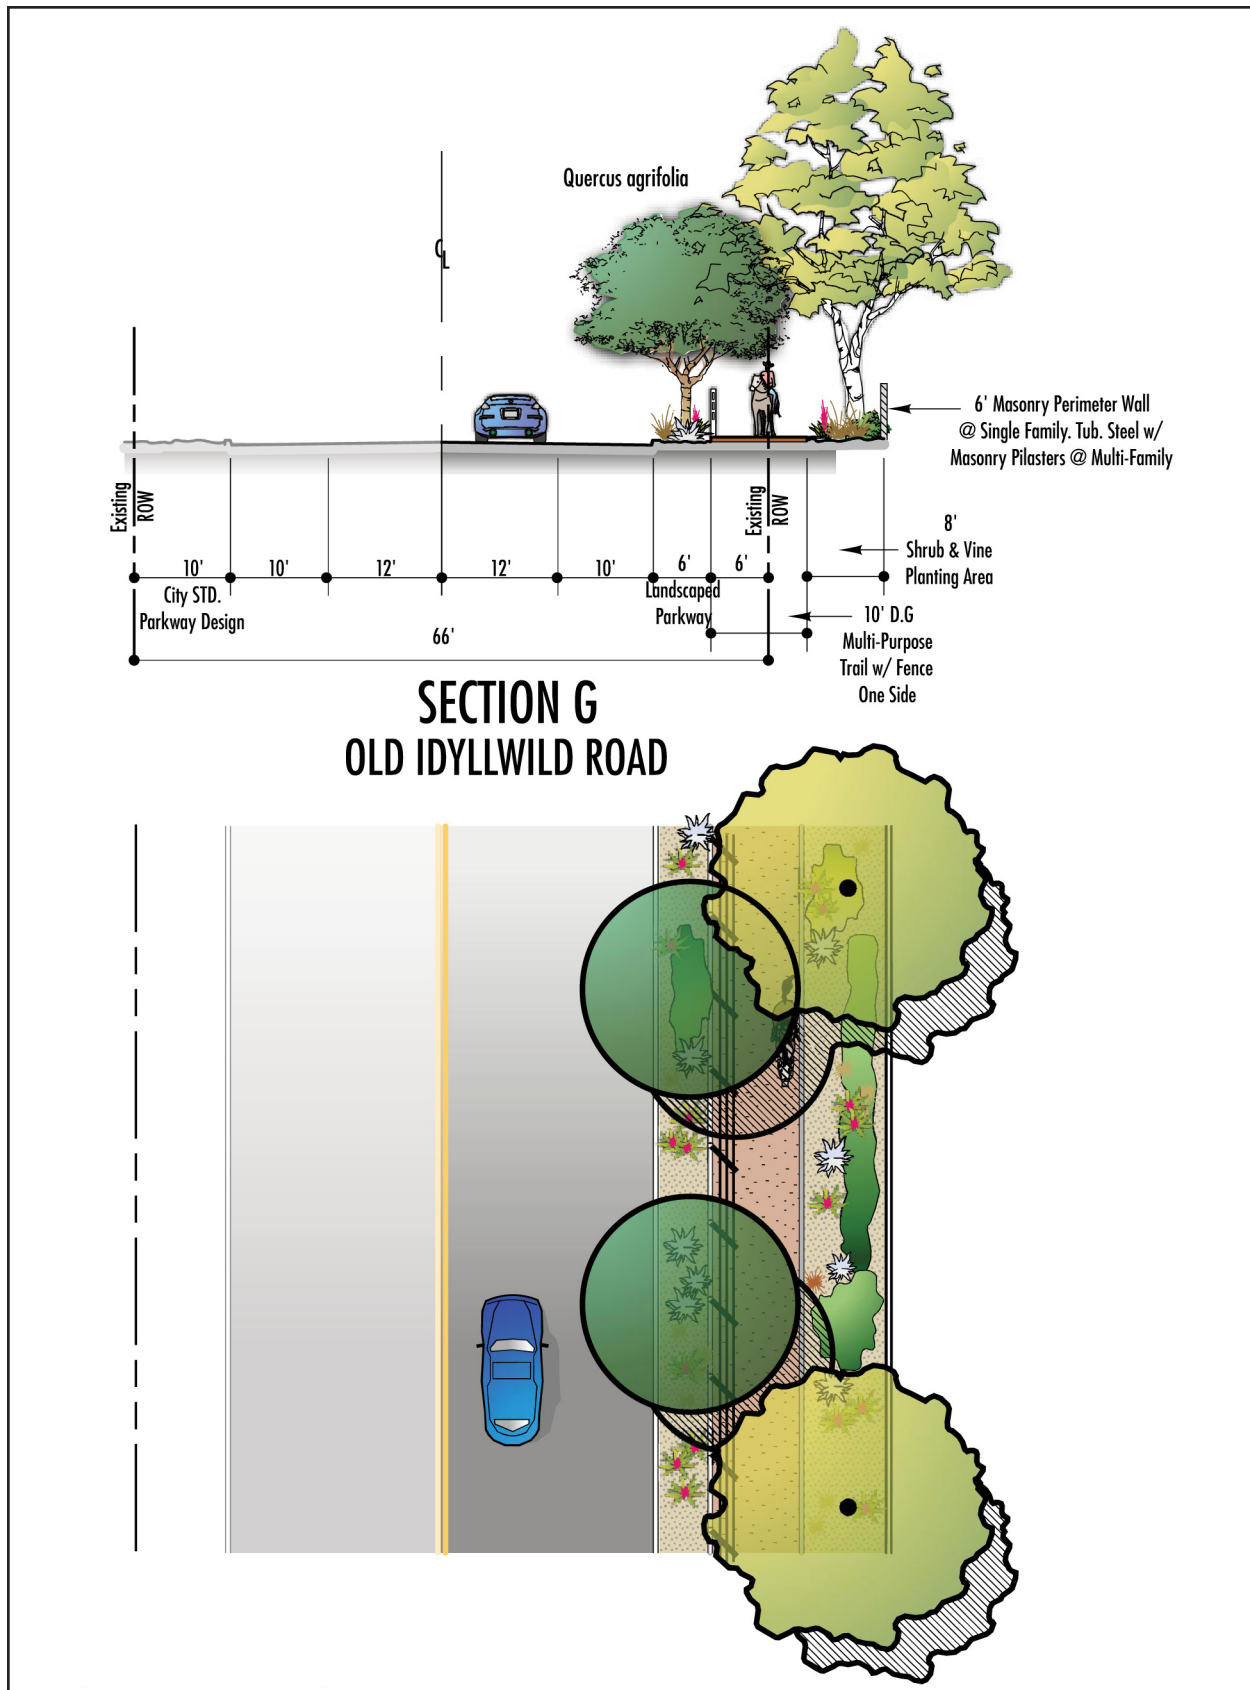 Quercus agrifolia
CL
6' Masonry Perimeter Wall
@ Single Family. Tub. Steel w/
Masonry Pilasters @ Multi-Family
Existing
ROW
Existing
ROW
8'
Shrub & Vine
Planting Area
10'
10'
12'
12'
10'
6'
6'
City STD.
Parkway Design
Landscaped
Parkway
10' D.G
Multi-Purpose
Trail w/ Fence
One Side
66'
SECTION G
OLD IDYLLWILD ROAD